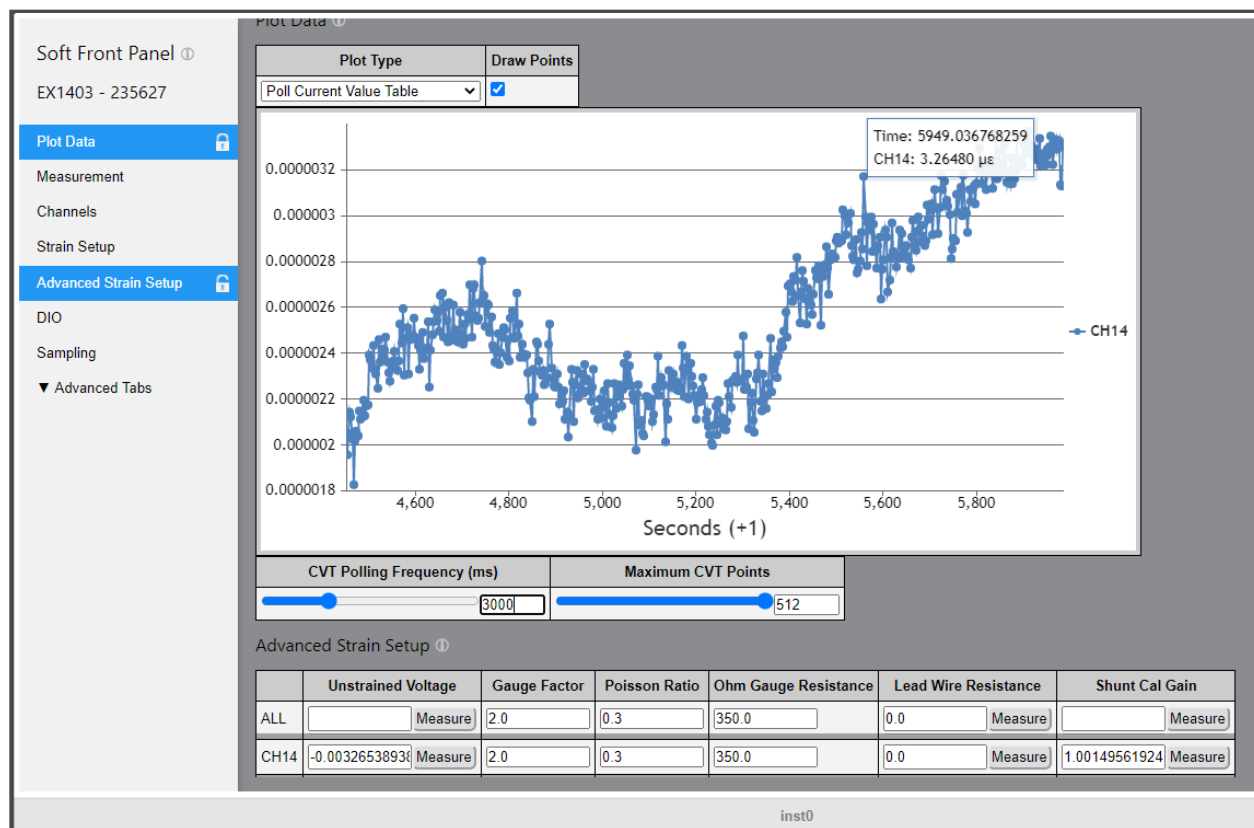 Plot Data
Soft Front Panel
EX1403 - 235627
Plot Data
Measurement
Channels
Strain Setup
Advanced Strain Setup
DIO
Sampling
▼ Advanced Tabs
Plot Type Draw Points
Poll Current Value Table
Time: 5949.036768259
CH14: 3.26480 µε
0.0000032
0.000003
0.0000028
0.0000026
0.0000024
0.0000022
0.000002
0.0000018
CH14
4,600 4,800 5,000 5,200 5,400 5,600 5,800
Seconds (+1)
CVT Polling Frequency (ms) Maximum CVT Points
3000 512
Advanced Strain Setup
Unstrained Voltage Gauge Factor Poisson Ratio Ohm Gauge Resistance Lead Wire Resistance Shunt Cal Gain
ALL Measure 2.0 0.3 350.0 0.0 Measure Measure
CH14 -0.00326538938 Measure 2.0 0.3 350.0 0.0 Measure 1.00149561924 Measure
inst0